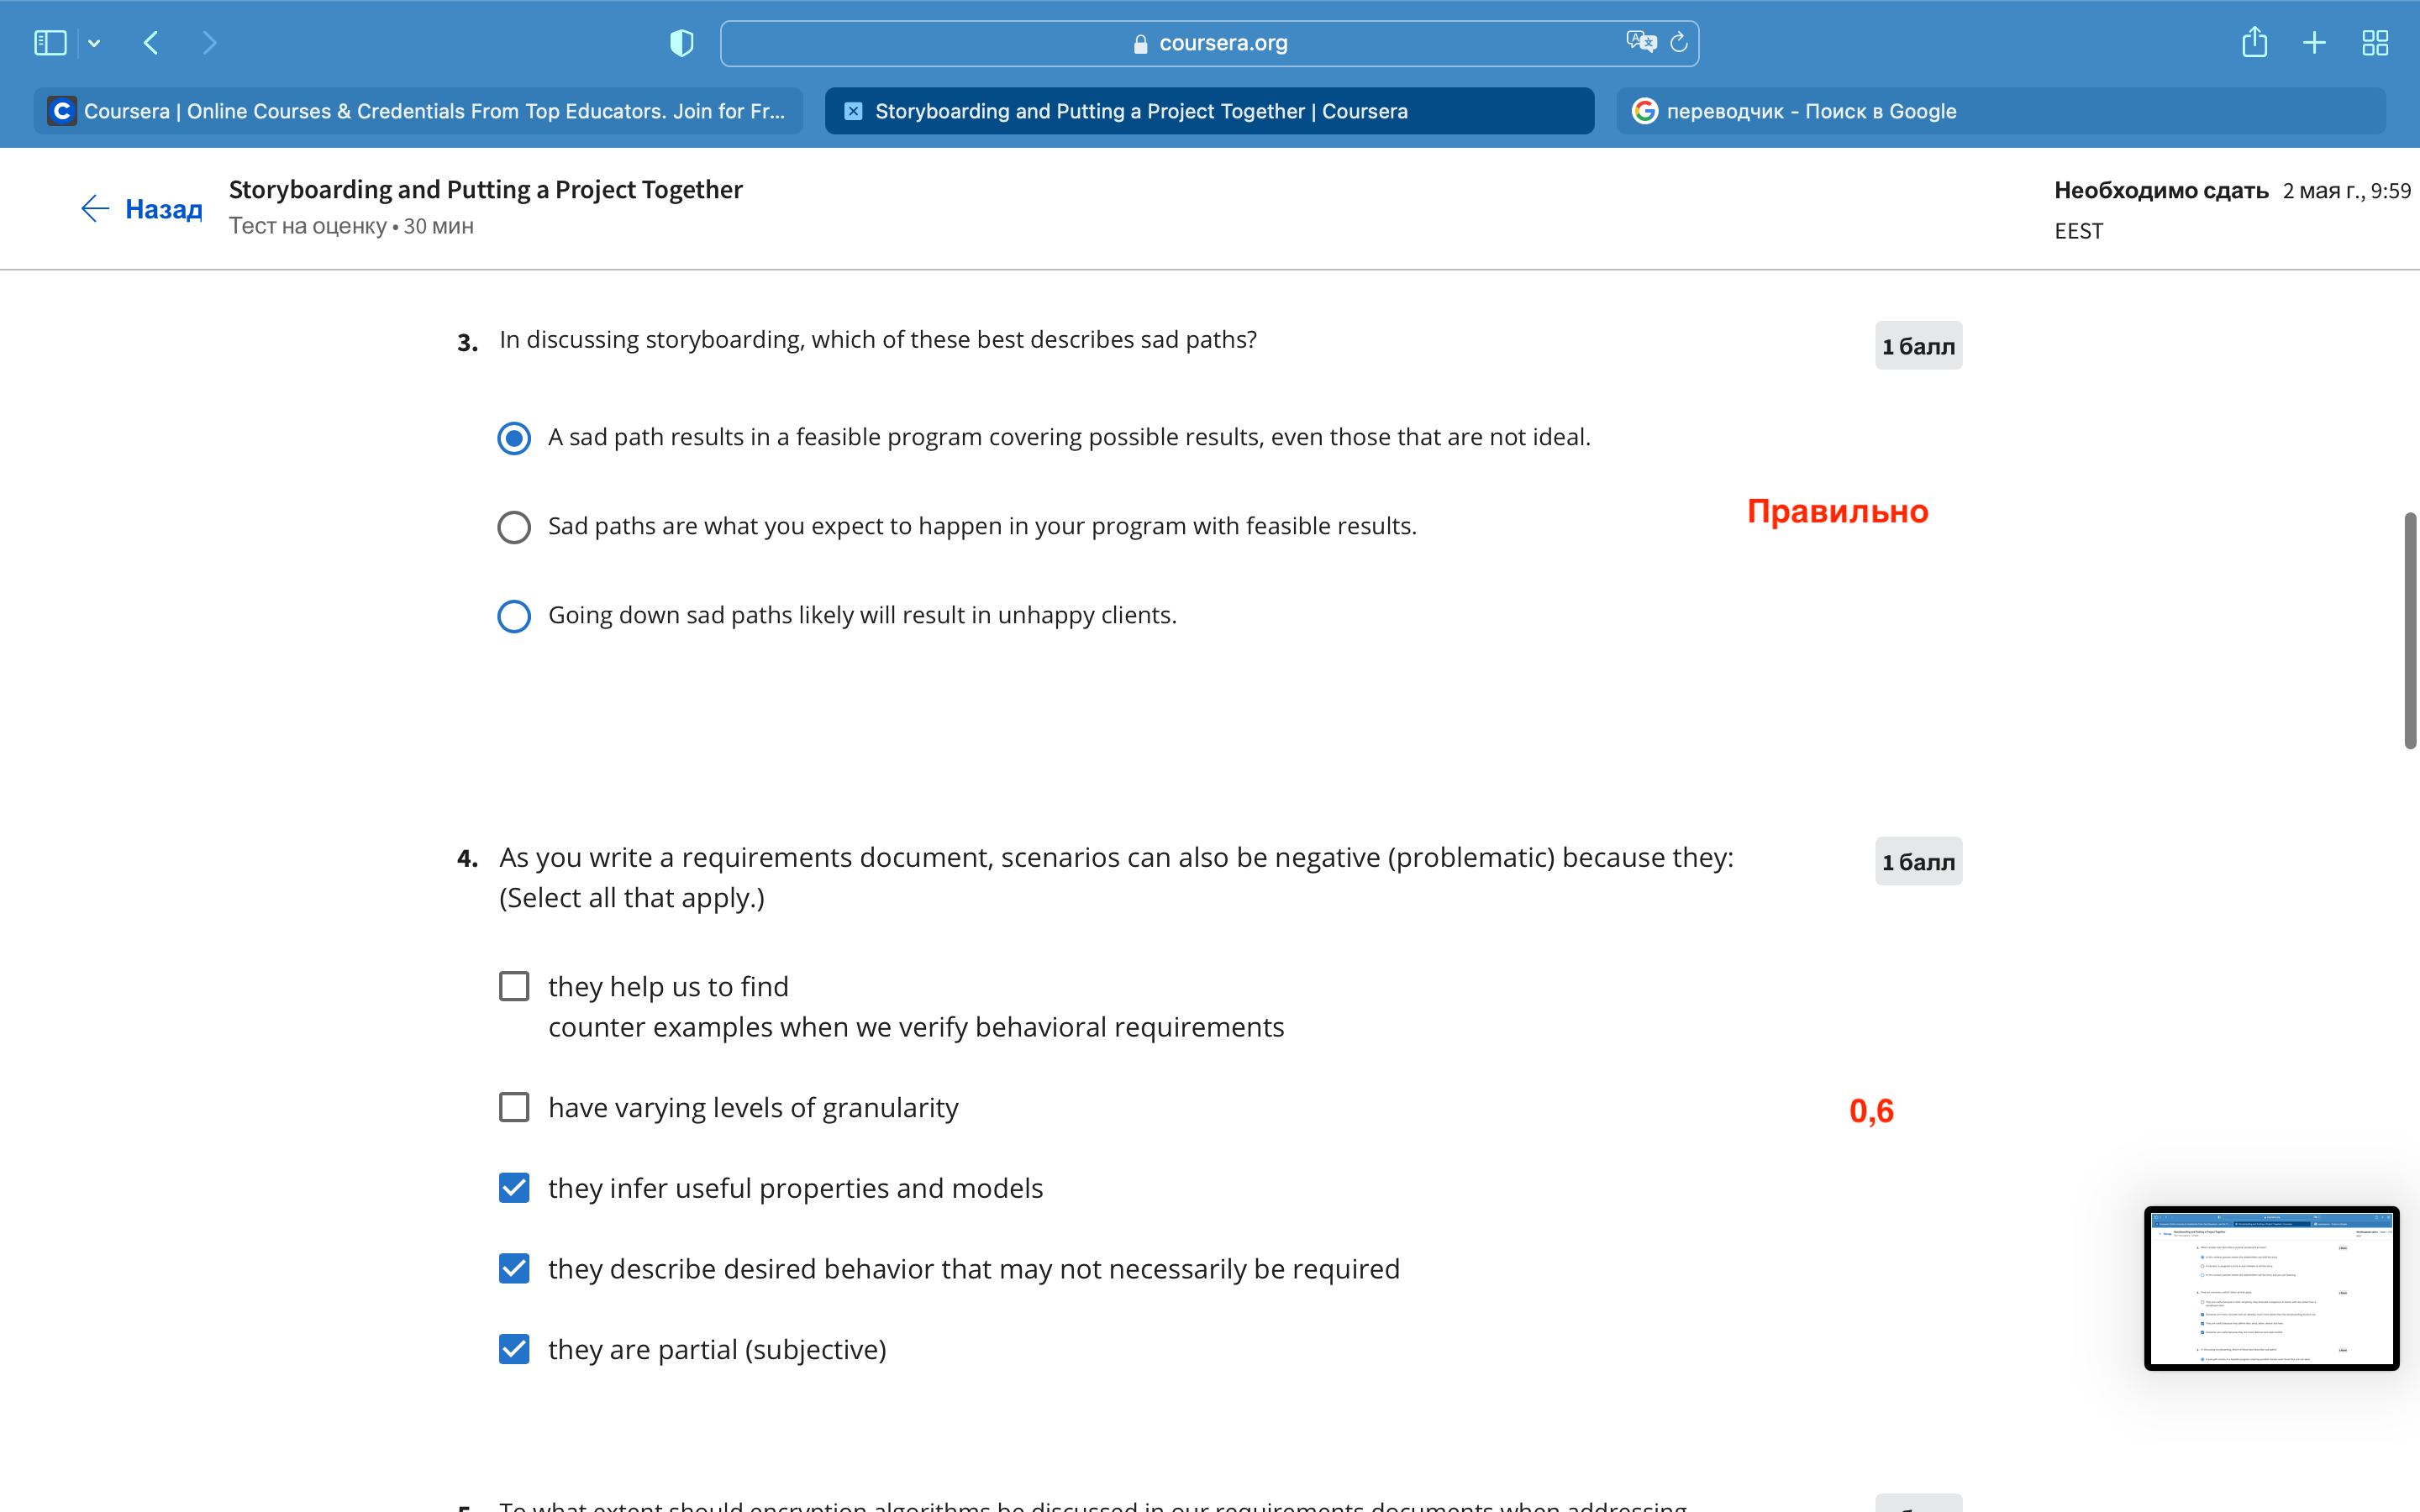 coursera.org
Coursera | Online Courses & Credentials From Top Educators. Join for Fr...
Storyboarding and Putting a Project Together | Coursera
переводчик - Поиск в Google
Назад
Storyboarding and Putting a Project Together
Тест на оценку • 30 мин
Необходимо сдать 2 мая г., 9:59
EEST
3. In discussing storyboarding, which of these best describes sad paths?
1 балл
A sad path results in a feasible program covering possible results, even those that are not ideal.
Правильно
Sad paths are what you expect to happen in your program with feasible results.
Going down sad paths likely will result in unhappy clients.
4. As you write a requirements document, scenarios can also be negative (problematic) because they:
(Select all that apply.)
1 балл
they help us to find
counter examples when we verify behavioral requirements
have varying levels of granularity
0,6
they infer useful properties and models
they describe desired behavior that may not necessarily be required
they are partial (subjective)
To what extent should encryption algorithms be discussed in our requirements documents when addressing